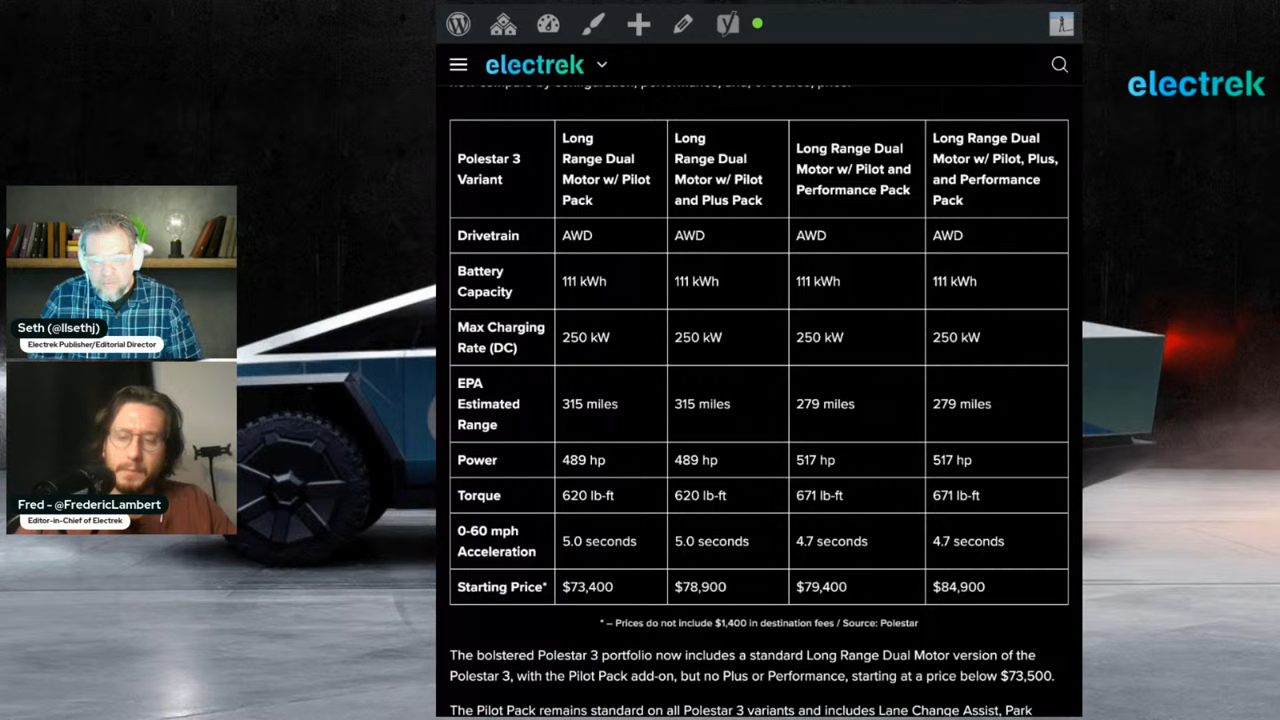 electrek
electrek
now compare by configuration, performance, and, of course, price.
Polestar 3 Variant
Long Range Dual Motor w/ Pilot Pack
Long Range Dual Motor w/ Pilot and Plus Pack
Long Range Dual Motor w/ Pilot and Performance Pack
Long Range Dual Motor w/ Pilot, Plus, and Performance Pack
Drivetrain AWD AWD AWD AWD
Battery Capacity 111 kWh 111 kWh 111 kWh 111 kWh
Max Charging Rate (DC) 250 kW 250 kW 250 kW 250 kW
EPA Estimated Range 315 miles 315 miles 279 miles 279 miles
Power 489 hp 489 hp 517 hp 517 hp
Torque 620 lb-ft 620 lb-ft 671 lb-ft 671 lb-ft
0-60 mph Acceleration 5.0 seconds 5.0 seconds 4.7 seconds 4.7 seconds
Starting Price* $73,400 $78,900 $79,400 $84,900
* – Prices do not include $1,400 in destination fees / Source: Polestar
The bolstered Polestar 3 portfolio now includes a standard Long Range Dual Motor version of the
Polestar 3, with the Pilot Pack add-on, but no Plus or Performance, starting at a price below $73,500.
The Pilot Pack remains standard on all Polestar 3 variants and includes Lane Change Assist, Park
Seth (@llsethj)
Electrek Publisher/Editorial Director
Fred - @FredericLambert
Editor-in-Chief of Electrek